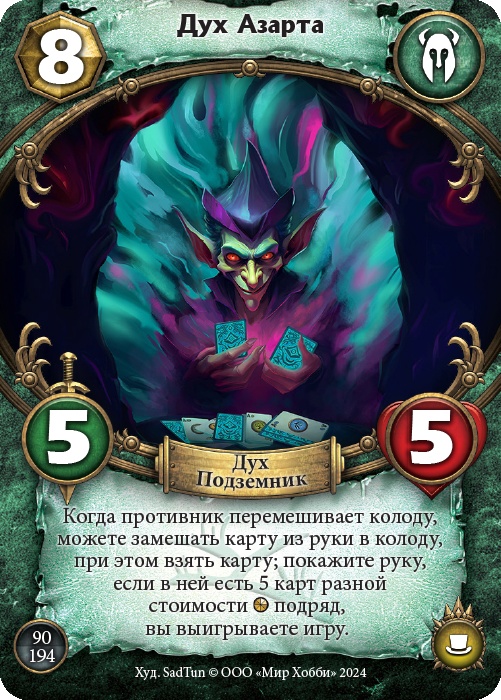 Дух Азарта
8
5
5
Дух
Подземник
Когда противник перемешивает колоду,
можете замешать карту из руки в колоду,
при этом взять карту; покажите руку,
если в ней есть 5 карт разной
стоимости подряд,
вы выигрываете игру.
90
194
Худ. SadTun © ООО «Мир Хобби» 2024